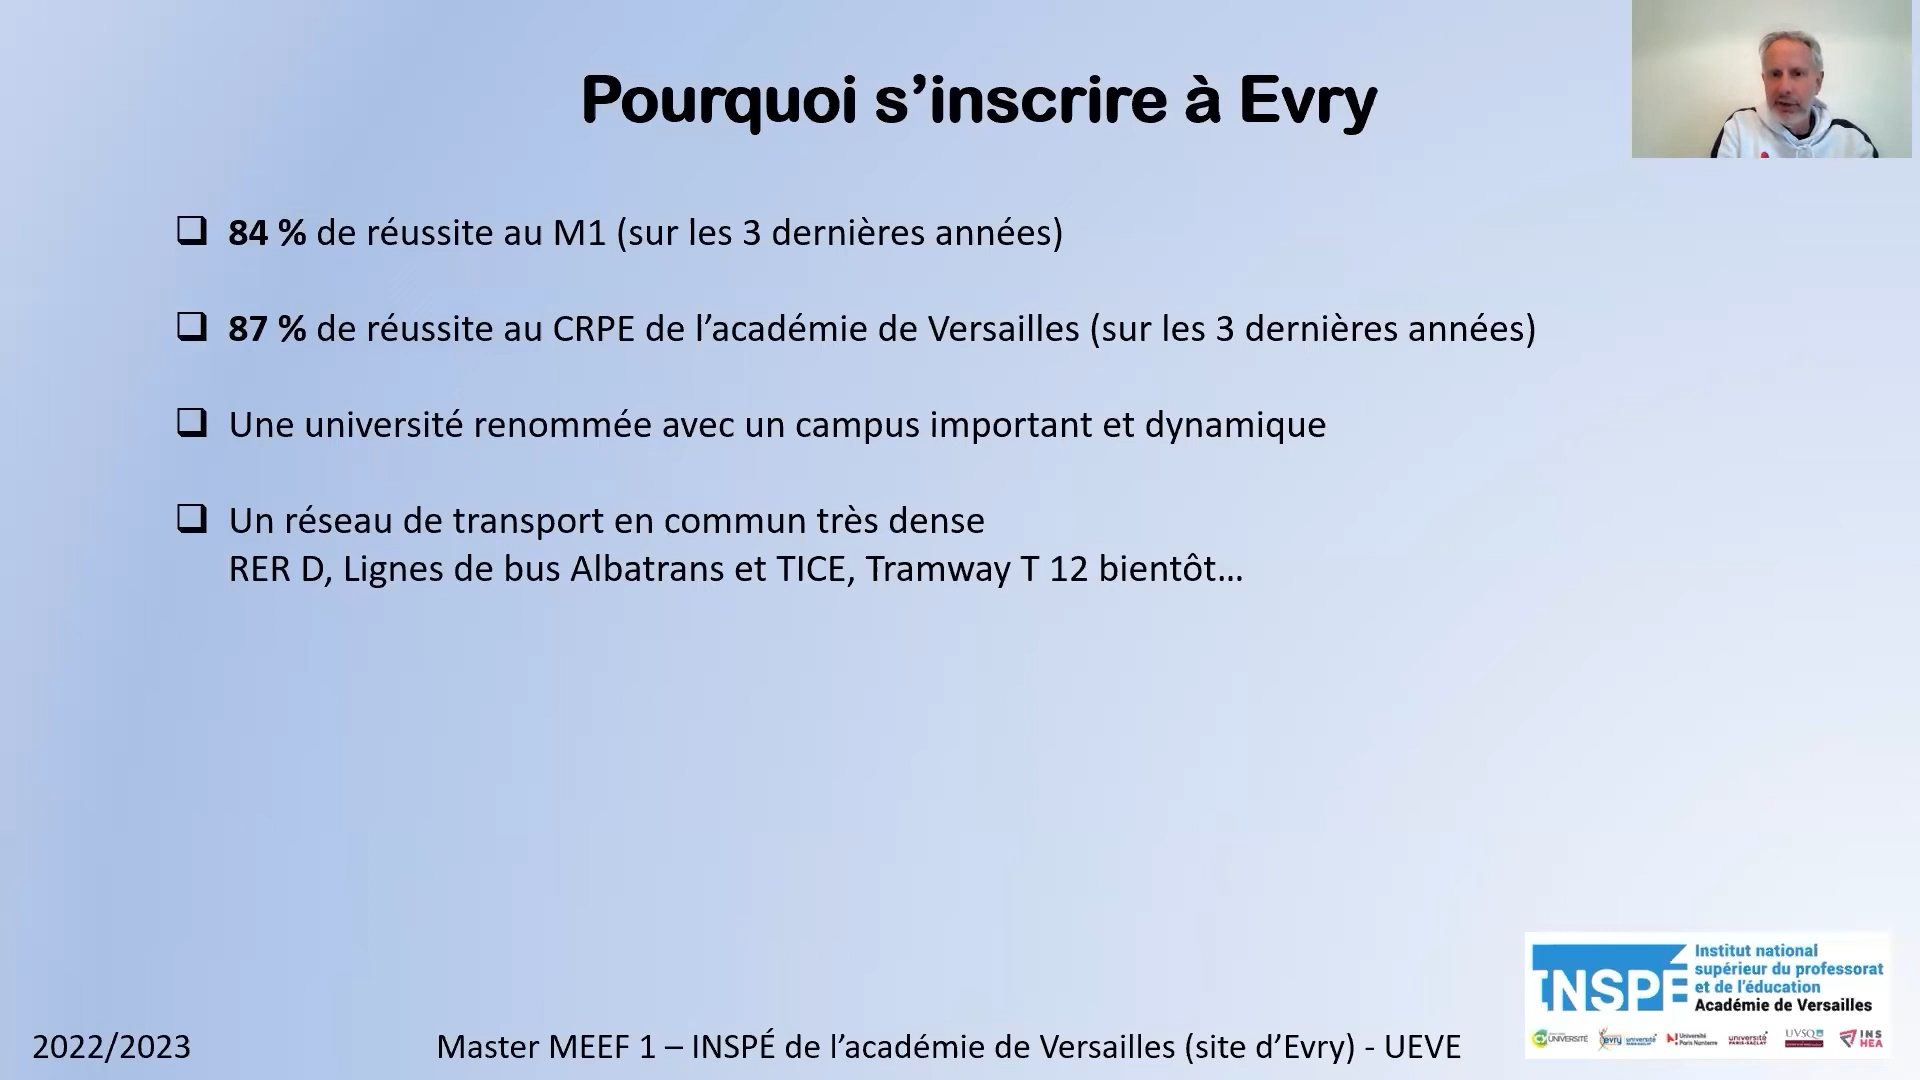 Pourquoi s’inscrire à Evry
84 % de réussite au M1 (sur les 3 dernières années)
87 % de réussite au CRPE de l’académie de Versailles (sur les 3 dernières années)
Une université renommée avec un campus important et dynamique
Un réseau de transport en commun très dense
RER D, Lignes de bus Albatrans et TICE, Tramway T 12 bientôt…
INSPÉ
Institut national
supérieur du professorat
et de l’éducation
Académie de Versailles
UNIVERSITÉ
evry université PARIS-SACLAY
Université Paris Nanterre
université PARIS-SACLAY
UVSQ
INS HEA
2022/2023
Master MEEF 1 – INSPÉ de l’académie de Versailles (site d’Evry) - UEVE